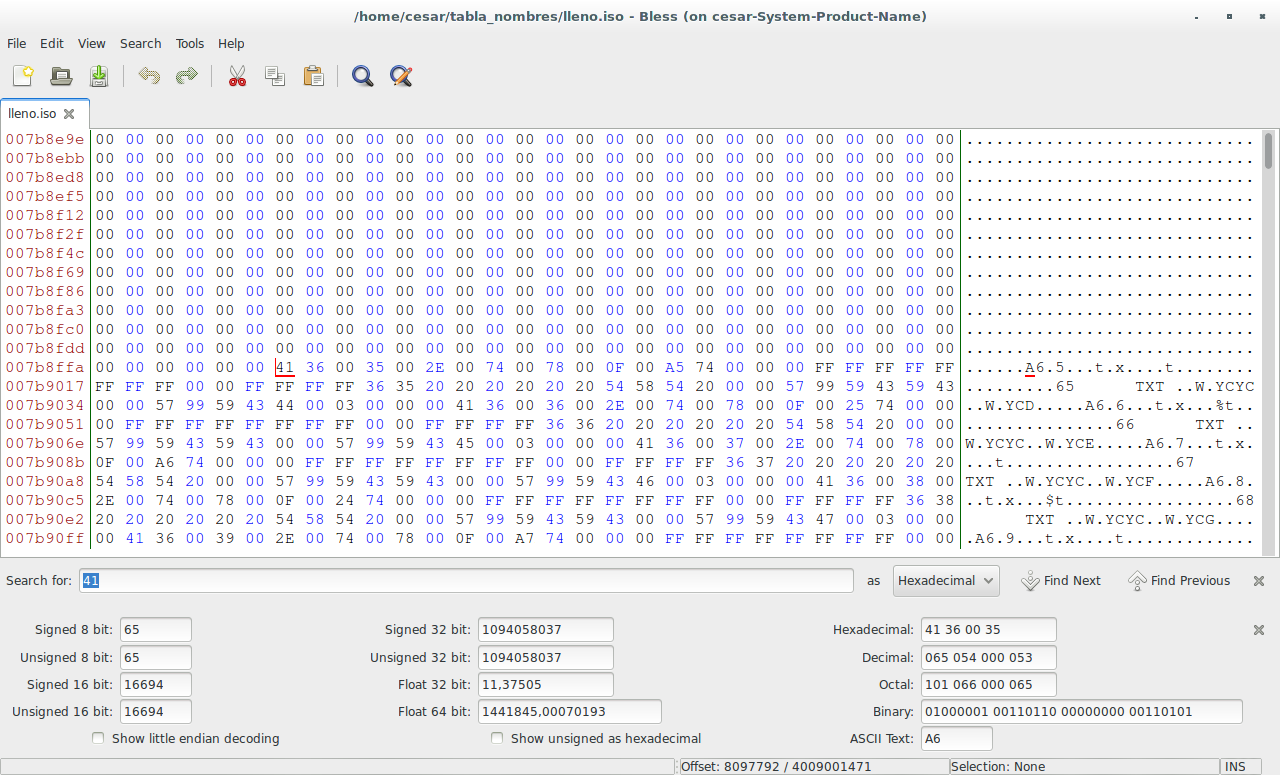 /home/cesar/tabla_nombres/lleno.iso - Bless (on cesar-System-Product-Name)
File Edit View Search Tools Help
lleno.iso
007b8e9e 00 00 00 00 00 00 00 00 00 00 00 00 00 00 00 00 00 00 00 00 00 00 00 00 00 00 00 00 00 .............................
007b8ebb 00 00 00 00 00 00 00 00 00 00 00 00 00 00 00 00 00 00 00 00 00 00 00 00 00 00 00 00 00 .............................
007b8ed8 00 00 00 00 00 00 00 00 00 00 00 00 00 00 00 00 00 00 00 00 00 00 00 00 00 00 00 00 00 .............................
007b8ef5 00 00 00 00 00 00 00 00 00 00 00 00 00 00 00 00 00 00 00 00 00 00 00 00 00 00 00 00 00 .............................
007b8f12 00 00 00 00 00 00 00 00 00 00 00 00 00 00 00 00 00 00 00 00 00 00 00 00 00 00 00 00 00 .............................
007b8f2f 00 00 00 00 00 00 00 00 00 00 00 00 00 00 00 00 00 00 00 00 00 00 00 00 00 00 00 00 00 .............................
007b8f4c 00 00 00 00 00 00 00 00 00 00 00 00 00 00 00 00 00 00 00 00 00 00 00 00 00 00 00 00 00 .............................
007b8f69 00 00 00 00 00 00 00 00 00 00 00 00 00 00 00 00 00 00 00 00 00 00 00 00 00 00 00 00 00 .............................
007b8f86 00 00 00 00 00 00 00 00 00 00 00 00 00 00 00 00 00 00 00 00 00 00 00 00 00 00 00 00 00 .............................
007b8fa3 00 00 00 00 00 00 00 00 00 00 00 00 00 00 00 00 00 00 00 00 00 00 00 00 00 00 00 00 00 .............................
007b8fc0 00 00 00 00 00 00 00 00 00 00 00 00 00 00 00 00 00 00 00 00 00 00 00 00 00 00 00 00 00 .............................
007b8fdd 00 00 00 00 00 00 00 00 00 00 00 00 00 00 00 00 00 00 00 00 00 00 00 00 00 00 00 00 00 .............................
007b8ffa 00 00 00 00 00 00 41 36 00 35 00 2E 00 74 00 78 00 0F 00 A5 74 00 00 00 FF FF FF FF FF ......A6.5...t.x....t........
007b9017 FF FF FF 00 00 FF FF FF FF 36 35 20 20 20 20 20 20 54 58 54 20 00 00 57 99 59 43 59 43 .........65      TXT ..W.YCYC
007b9034 00 00 57 99 59 43 44 00 03 00 00 00 41 36 00 36 00 2E 00 74 00 78 00 0F 00 25 74 00 00 ..W.YCD.....A6.6...t.x...%t..
007b9051 00 FF FF FF FF FF FF FF FF 00 00 FF FF FF FF 36 36 20 20 20 20 20 20 54 58 54 20 00 00 ...............66      TXT ..
007b906e 57 99 59 43 59 43 00 00 57 99 59 43 45 00 03 00 00 00 41 36 00 37 00 2E 00 74 00 78 00 W.YCYC..W.YCE.....A6.7...t.x.
007b908b 0F 00 A6 74 00 00 00 FF FF FF FF FF FF FF FF 00 00 FF FF FF FF 36 37 20 20 20 20 20 20 ...t.................67
007b90a8 54 58 54 20 00 00 57 99 59 43 59 43 00 00 57 99 59 43 46 00 03 00 00 00 41 36 00 38 00 TXT ..W.YCYC..W.YCF.....A6.8.
007b90c5 2E 00 74 00 78 00 0F 00 24 74 00 00 00 FF FF FF FF FF FF FF FF 00 00 FF FF FF FF 36 38 ..t.x...$t.................68
007b90e2 20 20 20 20 20 20 54 58 54 20 00 00 57 99 59 43 59 43 00 00 57 99 59 43 47 00 03 00 00       TXT ..W.YCYC..W.YCG....
007b90ff 00 41 36 00 39 00 2E 00 74 00 78 00 0F 00 A7 74 00 00 00 FF FF FF FF FF FF FF FF 00 00 .A6.9...t.x....t.............
Search for: 41 as Hexadecimal Find Next Find Previous
Signed 8 bit: 65 Signed 32 bit: 1094058037 Hexadecimal: 41 36 00 35
Unsigned 8 bit: 65 Unsigned 32 bit: 1094058037 Decimal: 065 054 000 053
Signed 16 bit: 16694 Float 32 bit: 11,37505 Octal: 101 066 000 065
Unsigned 16 bit: 16694 Float 64 bit: 1441845,00070193 Binary: 01000001 00110110 00000000 00110101
Show little endian decoding Show unsigned as hexadecimal ASCII Text: A6
Offset: 8097792 / 4009001471 Selection: None INS